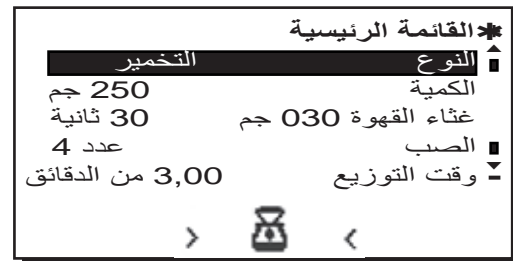 ✱القائمة الرئيسية
النوع التخمير
الكمية 250 جم
غثاء القهوة 030 جم 30 ثانية
الصب عدد 4
وقت التوزيع 3,00 من الدقائق
> <